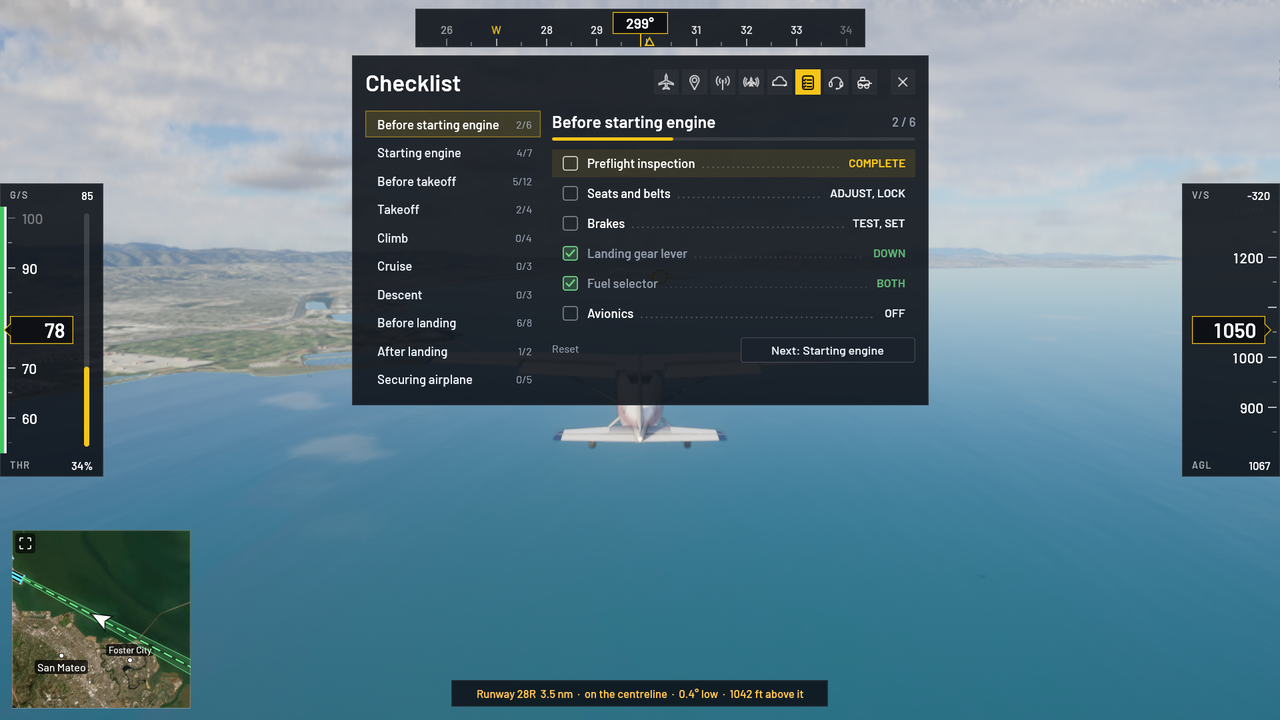 26 W 28 29 299° 31 32 33 34
Checklist
Before starting engine 2/6
Starting engine 4/7
Before takeoff 5/12
Takeoff 2/4
Climb 0/4
Cruise 0/3
Descent 0/3
Before landing 6/8
After landing 1/2
Securing airplane 0/5
Before starting engine 2 / 6
Preflight inspection COMPLETE
Seats and belts ADJUST, LOCK
Brakes TEST, SET
Landing gear lever DOWN
Fuel selector BOTH
Avionics OFF
Reset Next: Starting engine
G/S 85
100
90
78
70
60
THR 34%
V/S -320
1200
1050
1000
900
AGL 1067
Foster City
San Mateo
Runway 28R 3.5 nm · on the centreline · 0.4° low · 1042 ft above it